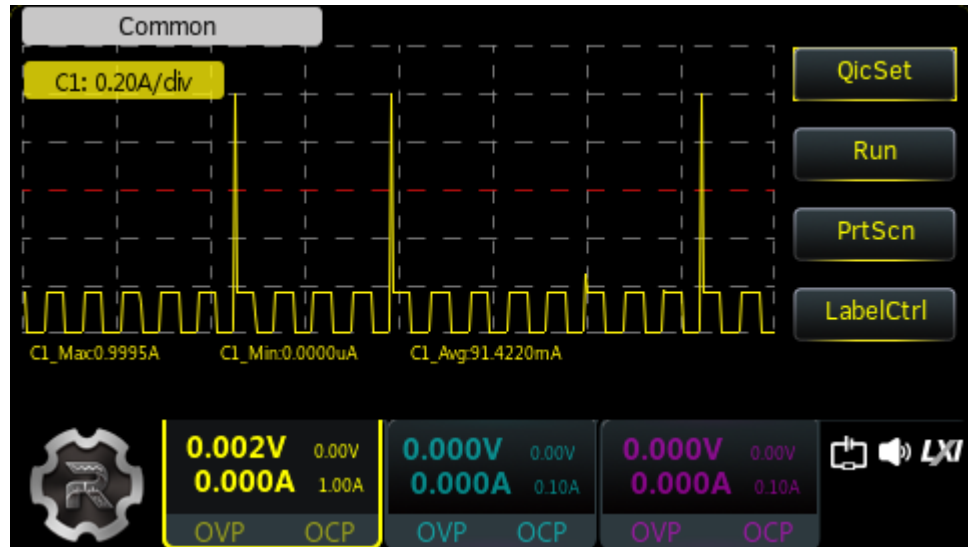 Common
C1: 0.20A/div
QicSet
Run
PrtScn
LabelCtrl
C1_Max:0.9995A C1_Min:0.0000uA C1_Avg:91.4220mA
0.002V 0.00V 0.000V 0.00V 0.000V 0.00V
0.000A 1.00A 0.000A 0.10A 0.000A 0.10A
OVP OCP OVP OCP OVP OCP
LXI
R